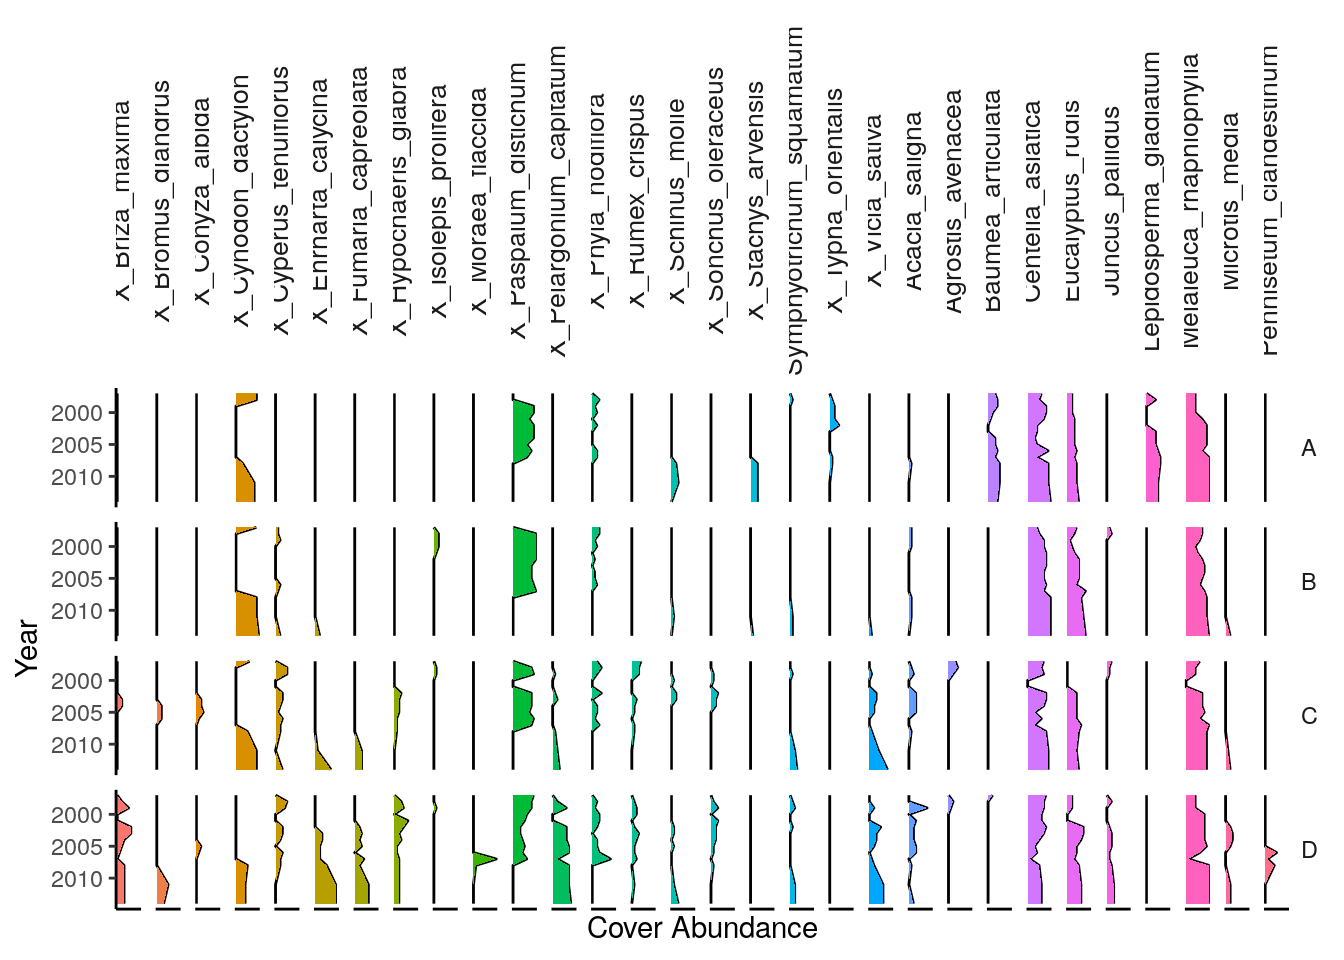 X_Briza_maxima
X_Bromus_diandrus
X_Conyza_albida
X_Cynodon_dactylon
X_Cyperus_tenuiflorus
X_Ehrharta_calycina
X_Fumaria_capreolata
X_Hypochaeris_glabra
X_Isolepis_prolifera
X_Moraea_flaccida
X_Paspalum_distichum
X_Pelargonium_capitatum
X_Phyla_nodiflora
X_Rumex_crispus
X_Schinus_molle
X_Sonchus_oleraceus
X_Stachys_arvensis
Symphyotrichum_squamatum
X_Typha_orientalis
X_Vicia_sativa
Acacia_saligna
Agrostis_avenacea
Baumea_articulata
Centella_asiatica
Eucalyptus_rudis
Juncus_pallidus
Lepidosperma_gladiatum
Melaleuca_rhaphiophylla
Microtis_media
Pennisetum_clandestinum
2000
2005
2010
A
2000
2005
2010
B
2000
2005
2010
C
2000
2005
2010
D
Year
Cover Abundance